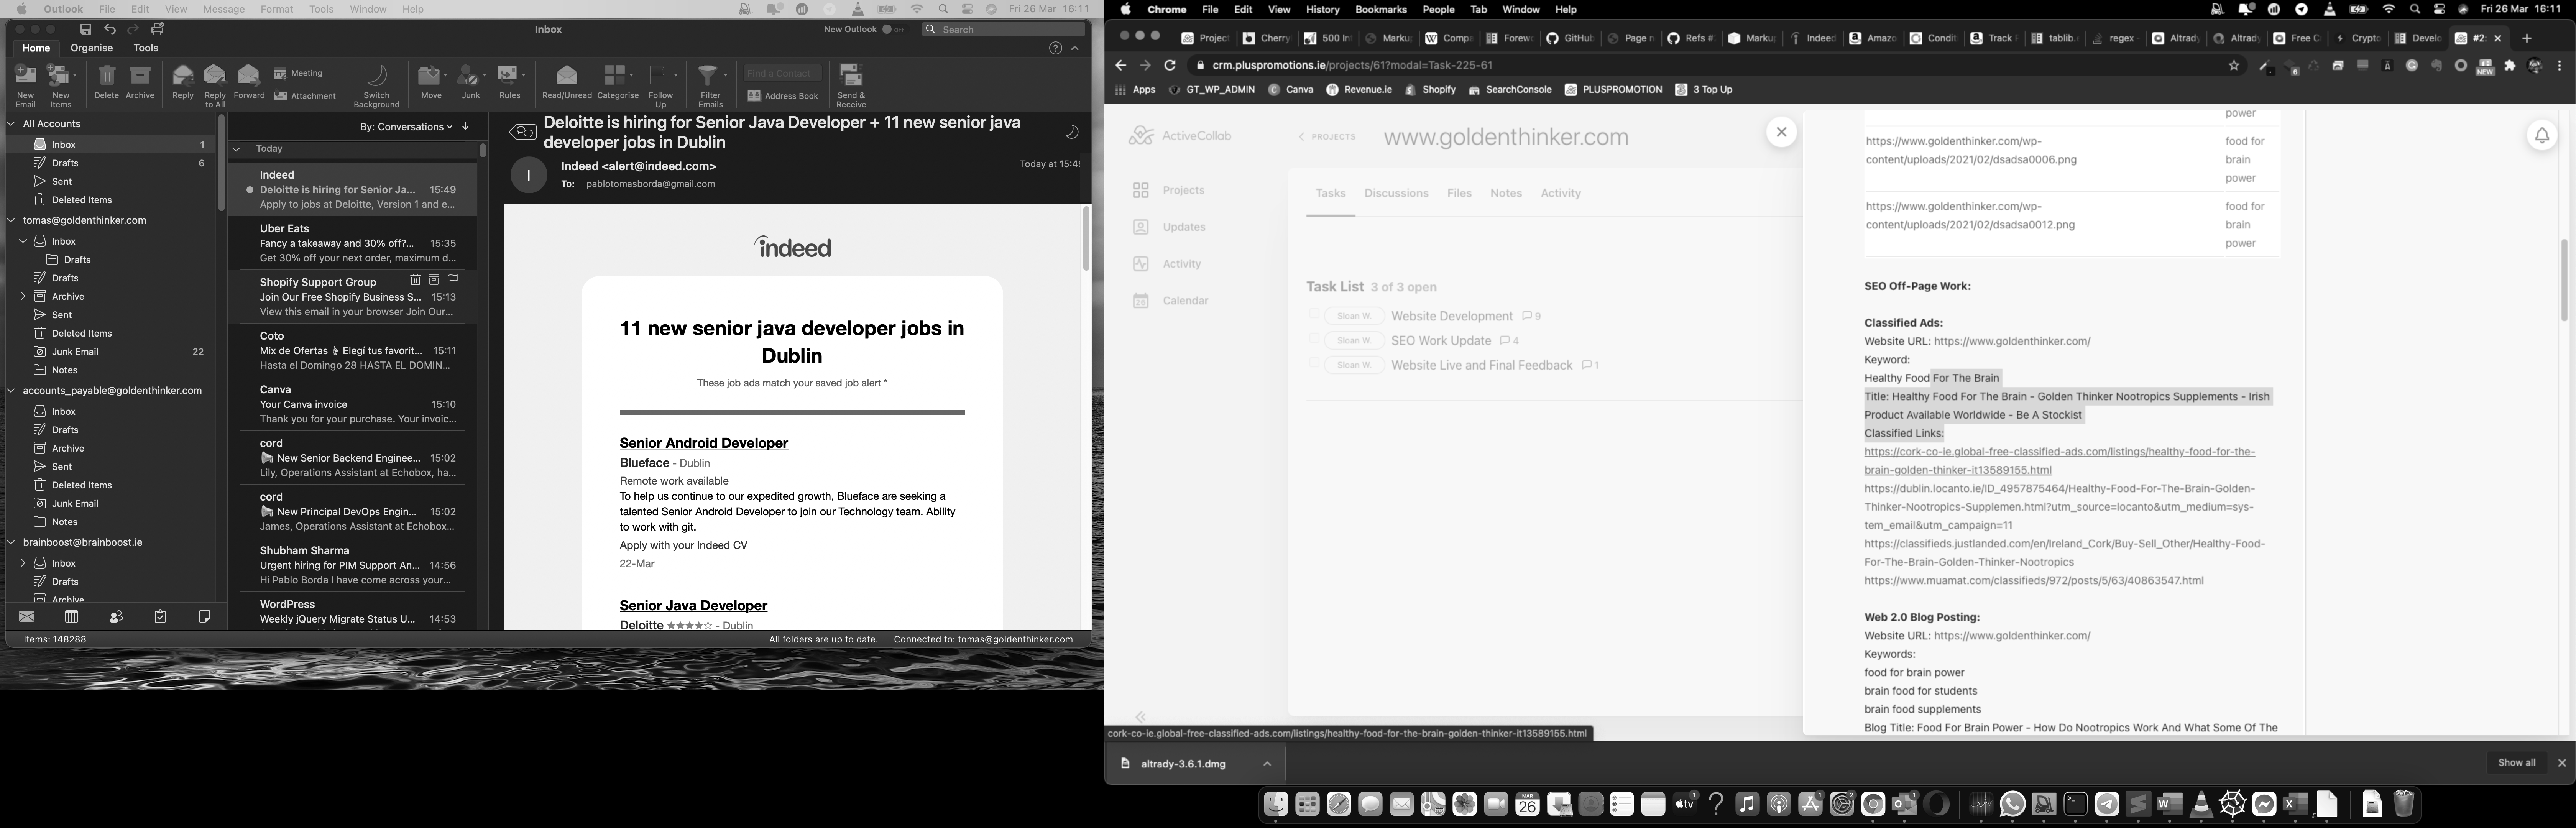 Outlook File Edit View Message Format Tools Window Help Fri 26 Mar 16:11
Inbox
New Outlook
Search
Home Organise Tools
New Email
New Items
Delete
Archive
Reply
Reply to All
Forward
Meeting
Attachment
Switch Background
Move
Junk
Rules
Read/Unread
Categorise
Follow Up
Filter Emails
Find a Contact
Address Book
Send & Receive
All Accounts
Inbox 1
Drafts 6
Sent
Deleted Items
tomas@goldenthinker.com
Inbox
Drafts
Drafts
Archive
Sent
Deleted Items
Junk Email 22
Notes
accounts_payable@goldenthinker.com
Inbox
Drafts
Archive
Sent
Deleted Items
Junk Email
Notes
brainboost@brainboost.ie
Inbox
Drafts
Archive
Items: 148288
By: Conversations
Today
Indeed
Deloitte is hiring for Senior Ja... 15:49
Apply to jobs at Deloitte, Version 1 and e...
Uber Eats
Fancy a takeaway and 30% off?... 15:35
Get 30% off your next order, maximum d...
Shopify Support Group
Join Our Free Shopify Business S... 15:13
View this email in your browser Join Our...
Coto
Mix de Ofertas Elegí tus favorit... 15:11
Hasta el Domingo 28 HASTA EL DOMIN...
Canva
Your Canva invoice 15:10
Thank you for your purchase. Your invoic...
cord
New Senior Backend Enginee... 15:02
Lily, Operations Assistant at Echobox, ha...
cord
New Principal DevOps Engin... 15:02
James, Operations Assistant at Echobox...
Shubham Sharma
Urgent hiring for PIM Support An... 14:56
Hi Pablo Borda I have come across your...
WordPress
Weekly jQuery Migrate Status U... 14:53
Deloitte is hiring for Senior Java Developer + 11 new senior java
developer jobs in Dublin
I
Indeed <alert@indeed.com>
Today at 15:49
To: pablotomasborda@gmail.com
indeed
11 new senior java developer jobs in
Dublin
These job ads match your saved job alert *
Senior Android Developer
Blueface - Dublin
Remote work available
To help us continue to our expedited growth, Blueface are seeking a
talented Senior Android Developer to join our Technology team. Ability
to work with git.
Apply with your Indeed CV
22-Mar
Senior Java Developer
Deloitte ★★★★☆ - Dublin
All folders are up to date. Connected to: tomas@goldenthinker.com
Chrome File Edit View History Bookmarks People Tab Window Help Fri 26 Mar 16:11
Project Cherry 500 Int Marku Compa Forew GitHub Page n Refs # Marku Indeed Amazo Condit Track F tablib. regex - Altrady Altrady Free C Crypto Develo #2:
crm.pluspromotions.ie/projects/61?modal=Task-225-61
Apps GT_WP_ADMIN Canva Revenue.ie Shopify SearchConsole PLUSPROMOTION 3 Top Up
ActiveCollab
Projects
Updates
Activity
Calendar
PROJECTS
www.goldenthinker.com
Tasks Discussions Files Notes Activity
Task List 3 of 3 open
Sloan W. Website Development 9
Sloan W. SEO Work Update 4
Sloan W. Website Live and Final Feedback 1
power
https://www.goldenthinker.com/wp-
content/uploads/2021/02/dsadsa0006.png
food for
brain
power
https://www.goldenthinker.com/wp-
content/uploads/2021/02/dsadsa0012.png
food for
brain
power
SEO Off-Page Work:
Classified Ads:
Website URL: https://www.goldenthinker.com/
Keyword:
Healthy Food For The Brain
Title: Healthy Food For The Brain - Golden Thinker Nootropics Supplements - Irish
Product Available Worldwide - Be A Stockist
Classified Links:
https://cork-co-ie.global-free-classified-ads.com/listings/healthy-food-for-the-
brain-golden-thinker-it13589155.html
https://dublin.locanto.ie/ID_4957875464/Healthy-Food-For-The-Brain-Golden-
Thinker-Nootropics-Supplemen.html?utm_source=locanto&utm_medium=sys-
tem_email&utm_campaign=11
https://classifieds.justlanded.com/en/Ireland_Cork/Buy-Sell_Other/Healthy-Food-
For-The-Brain-Golden-Thinker-Nootropics
https://www.muamat.com/classifieds/972/posts/5/63/40863547.html
Web 2.0 Blog Posting:
Website URL: https://www.goldenthinker.com/
Keywords:
food for brain power
brain food for students
brain food supplements
Blog Title: Food For Brain Power - How Do Nootropics Work And What Some Of The
cork-co-ie.global-free-classified-ads.com/listings/healthy-food-for-the-brain-golden-thinker-it13589155.html
altrady-3.6.1.dmg
Show all
MAR
26
tv